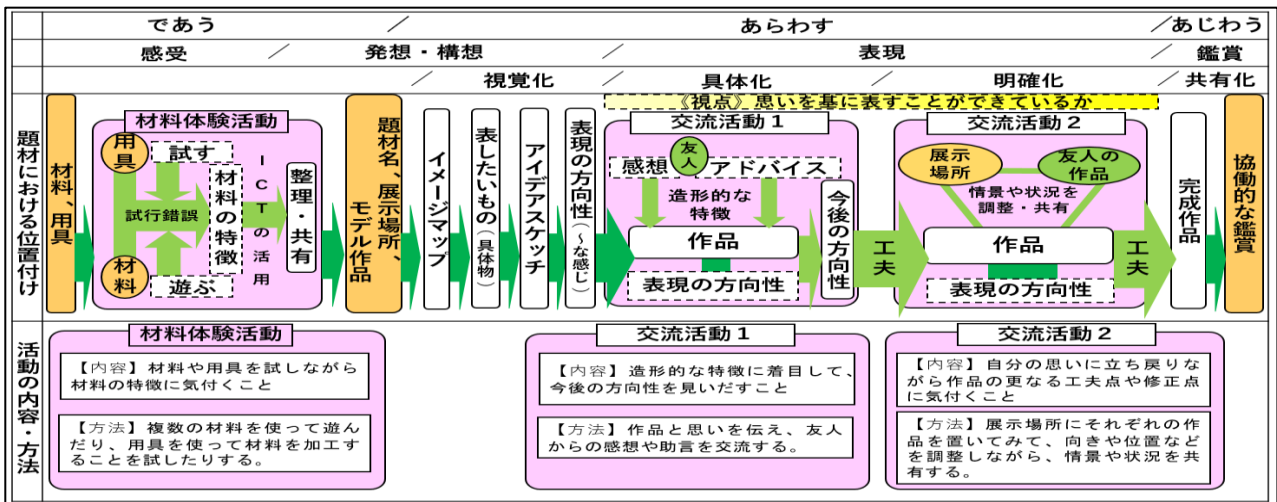 であう ／ あらわす ／ あじわう
感受 ／ 発想・構想 ／ 表現 ／ 鑑賞
／ 視覚化 ／ 具体化 ／ 明確化 ／ 共有化
題材における位置付け
材料、用具
材料体験活動
用具
試す
試行錯誤
材料
遊ぶ
材料の特徴
ICTの活用
整理・共有
題材名、展示場所、
モデル作品
イメージマップ
表したいもの（具体物）
アイデアスケッチ
表現の方向性（～な感じ）
《視点》思いを基に表すことができているか
交流活動１
友人
感想
アドバイス
造形的な
特徴
作品
表現の方向性
今後の方向性
工夫
交流活動２
展示
場所
友人の
作品
情景や状況を
調整・共有
作品
表現の方向性
工夫
完成作品
協働的な鑑賞
活動の内容・方法
材料体験活動
【内容】材料や用具を試しながら
材料の特徴に気付くこと
【方法】複数の材料を使って遊ん
だり、用具を使って材料を加工す
ることを試したりする。
交流活動１
【内容】造形的な特徴に着目して、
今後の方向性を見いだすこと
【方法】作品と思いを伝え、友人
からの感想や助言を交流する。
交流活動２
【内容】自分の思いに立ち戻りな
がら作品の更なる工夫点や修正点
に気付くこと
【方法】展示場所にそれぞれの作
品を置いてみて、向きや位置など
を調整しながら、情景や状況を共
有する。